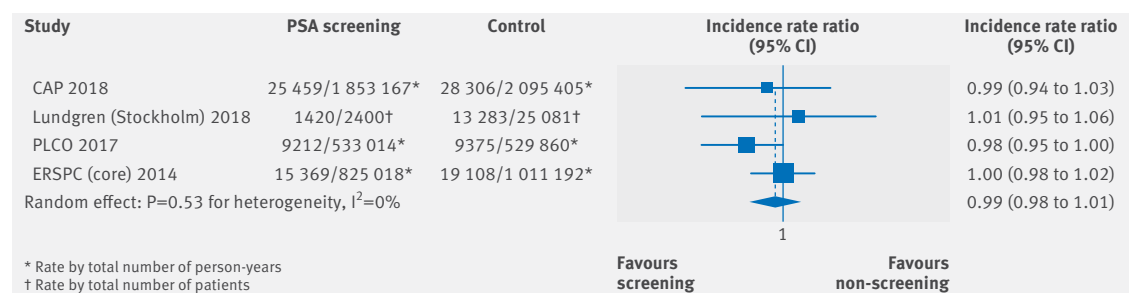 Study PSA screening Control Incidence rate ratio (95% CI) Incidence rate ratio (95% CI)
CAP 2018 25 459/1 853 167* 28 306/2 095 405* 0.99 (0.94 to 1.03)
Lundgren (Stockholm) 2018 1420/2400† 13 283/25 081† 1.01 (0.95 to 1.06)
PLCO 2017 9212/533 014* 9375/529 860* 0.98 (0.95 to 1.00)
ERSPC (core) 2014 15 369/825 018* 19 108/1 011 192* 1.00 (0.98 to 1.02)
Random effect: P=0.53 for heterogeneity, I²=0% 0.99 (0.98 to 1.01)
1
* Rate by total number of person-years
† Rate by total number of patients
Favours screening
Favours non-screening